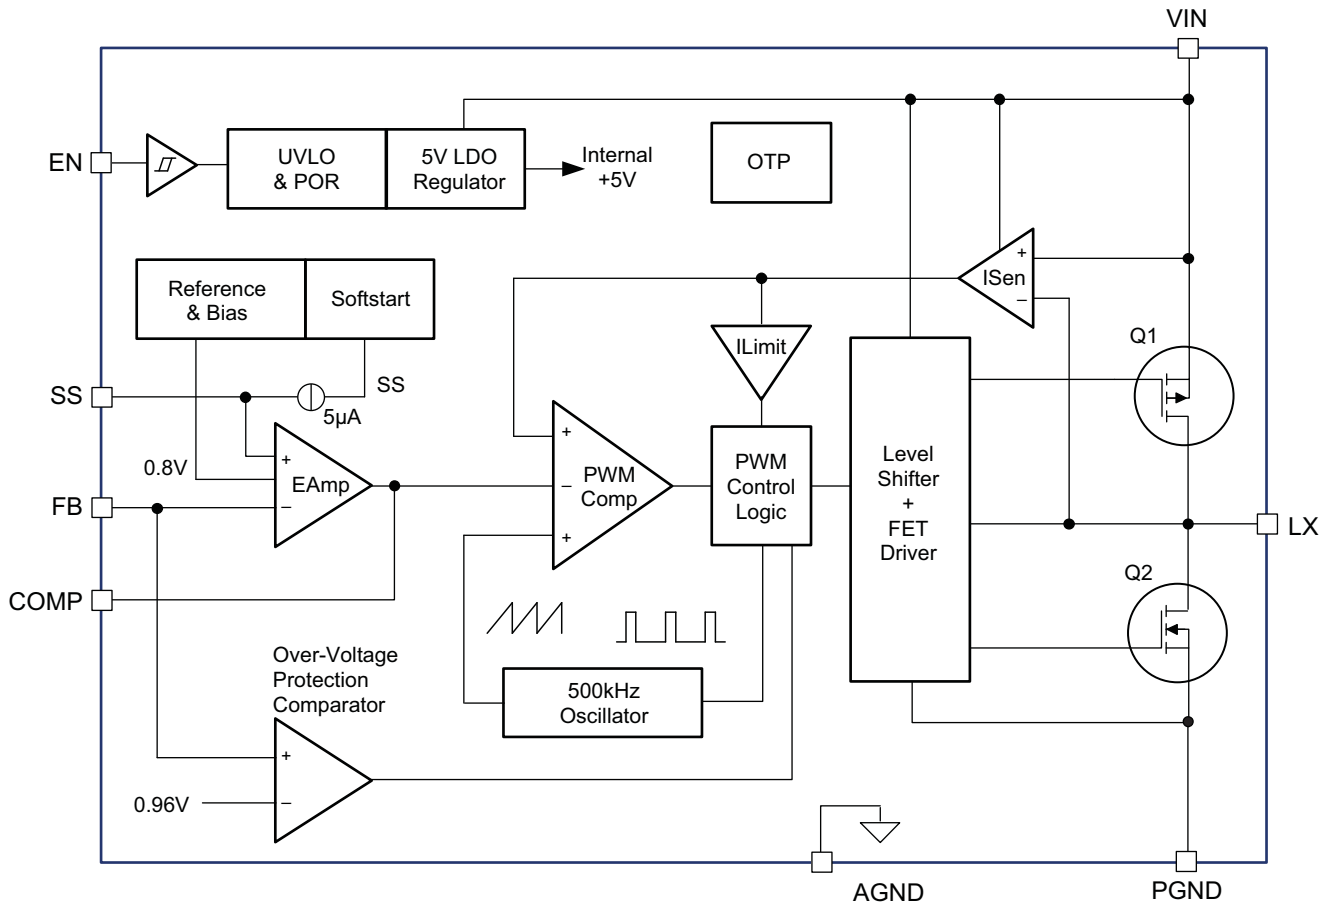 VIN
EN
UVLO
& POR
5V LDO
Regulator
Internal
+5V
OTP
Reference
& Bias
Softstart
+
ISen
−
ILimit
Q1
SS
SS
5µA
0.8V
+
EAmp
−
FB
+
−
PWM
Comp
+
PWM
Control
Logic
Level
Shifter
+
FET
Driver
LX
COMP
Q2
Over-Voltage
Protection
Comparator
500kHz
Oscillator
+
0.96V
−
AGND
PGND